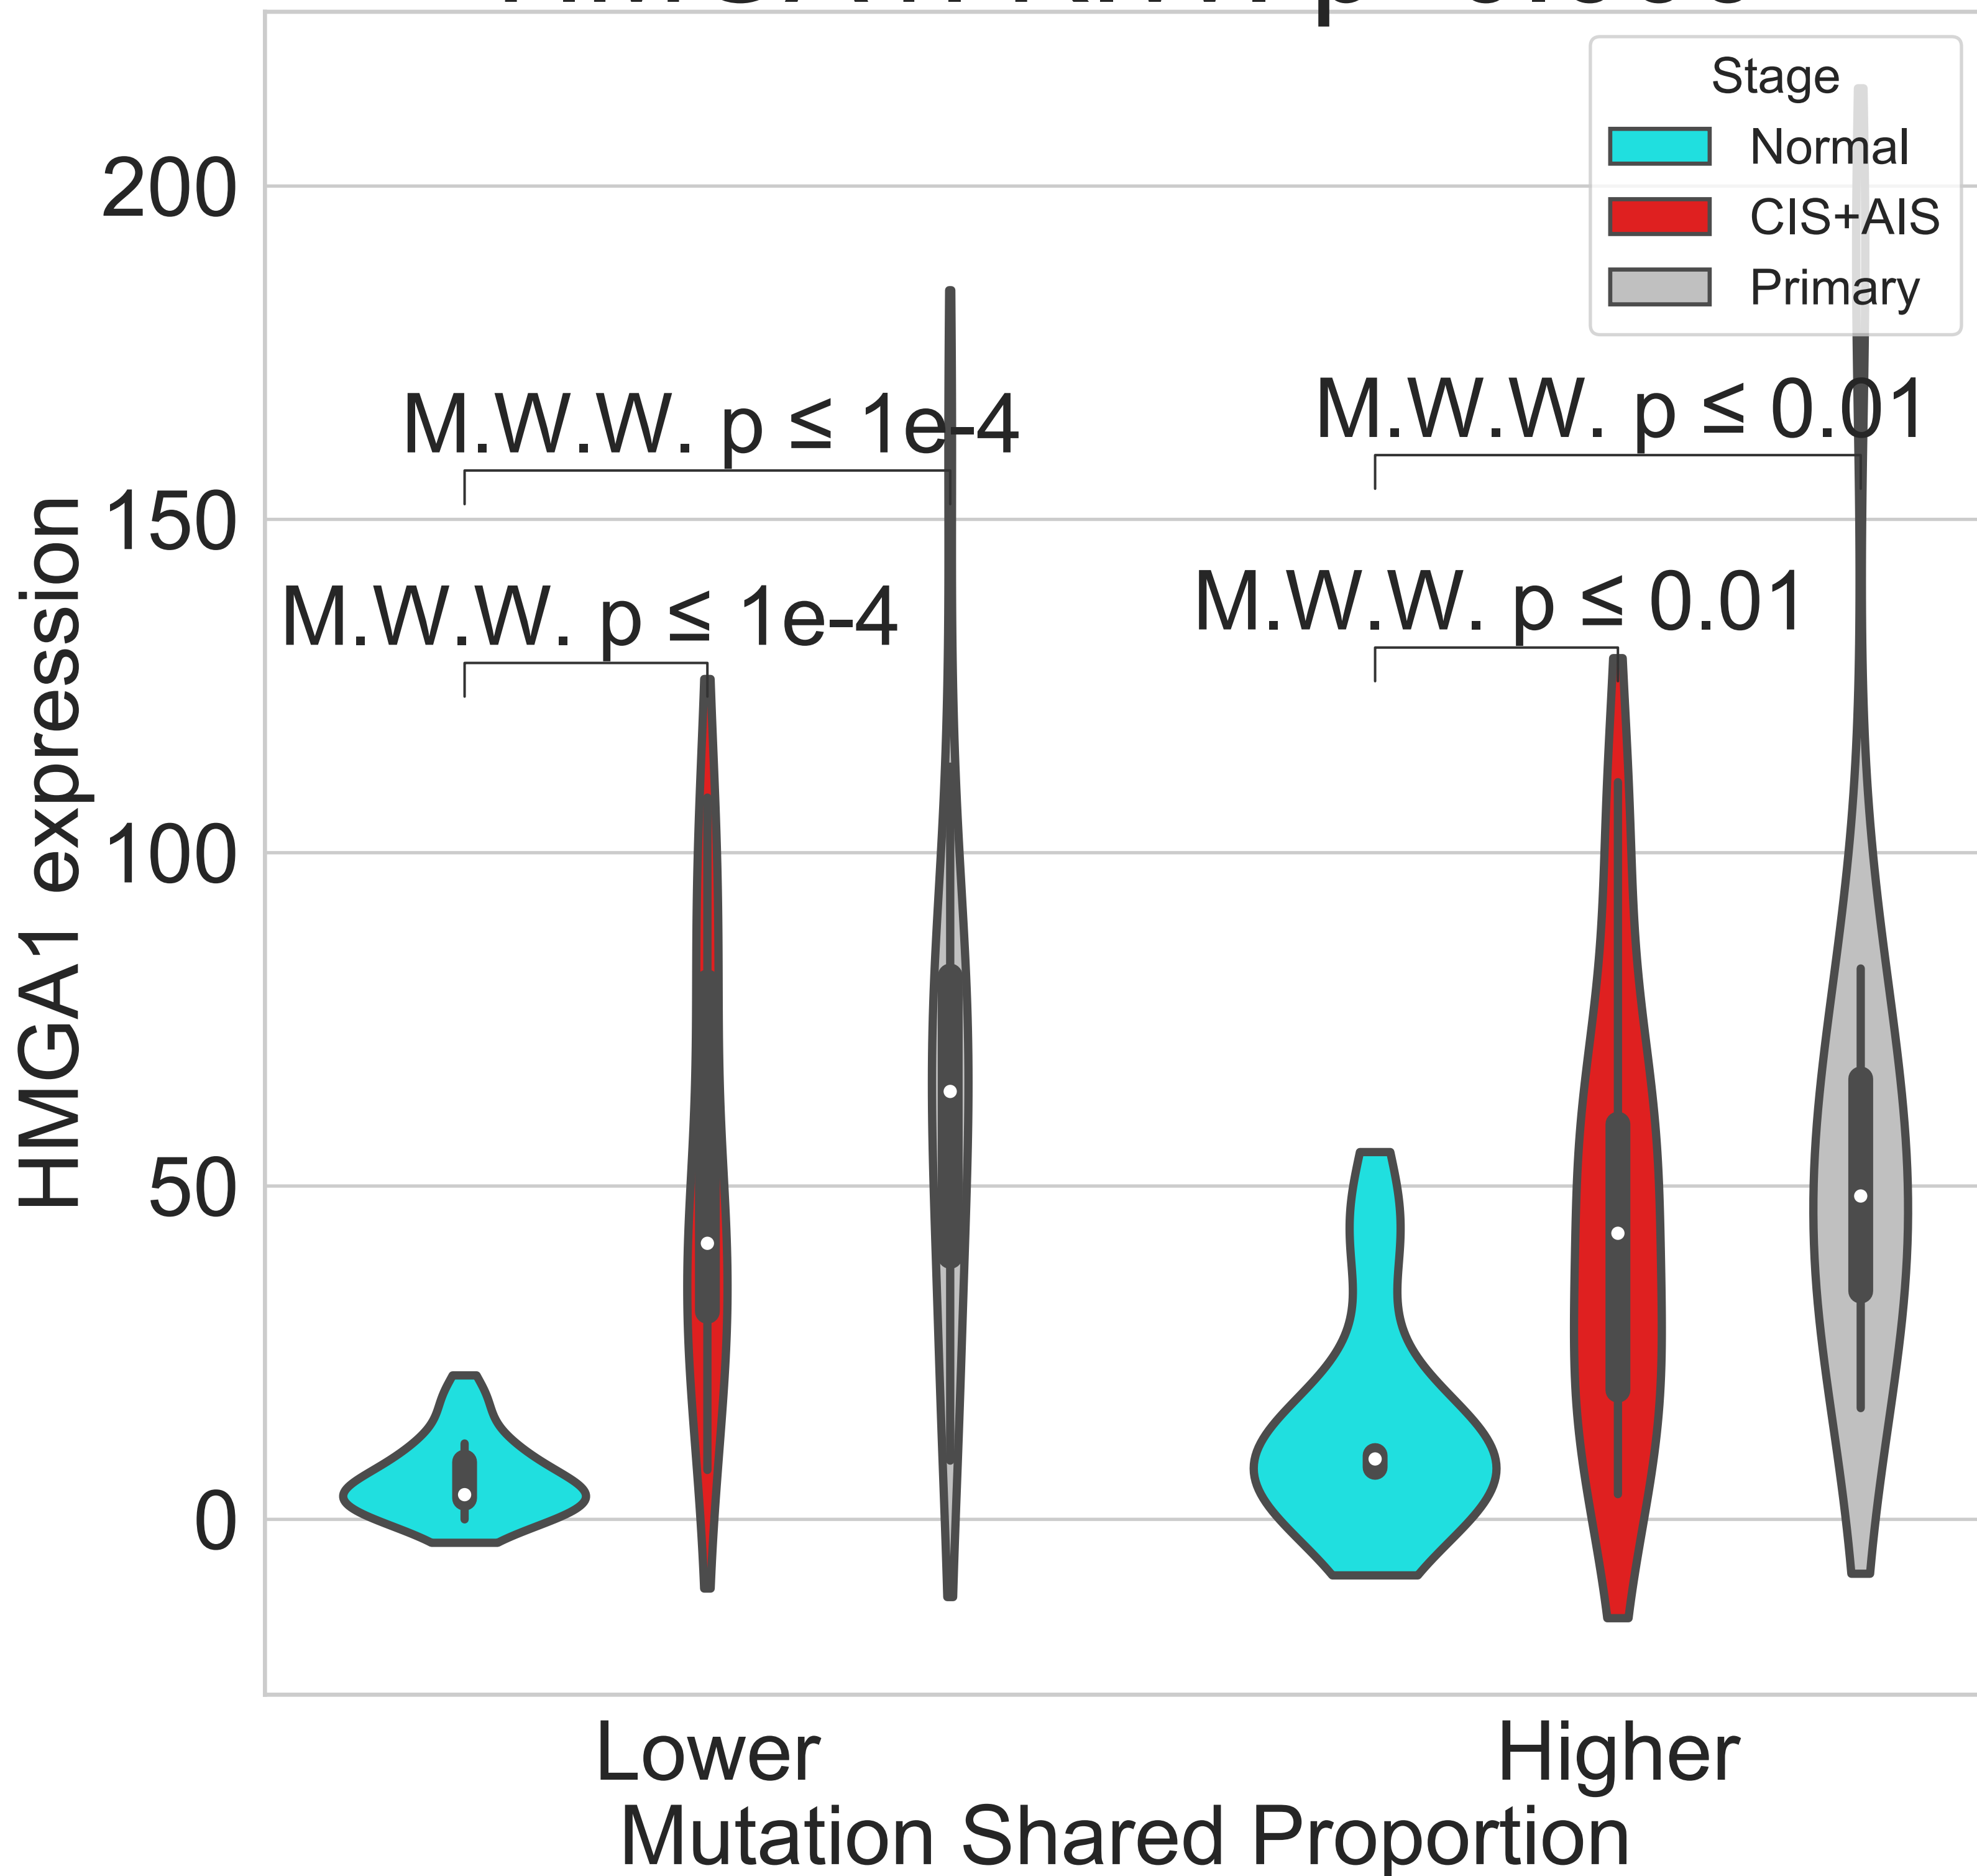 Stage
Normal
CIS+AIS
Primary
200
150
100
50
0
HMGA1 expression
M.W.W. p ≤ 1e-4
M.W.W. p ≤ 0.01
M.W.W. p ≤ 1e-4
M.W.W. p ≤ 0.01
Lower
Higher
Mutation Shared Proportion